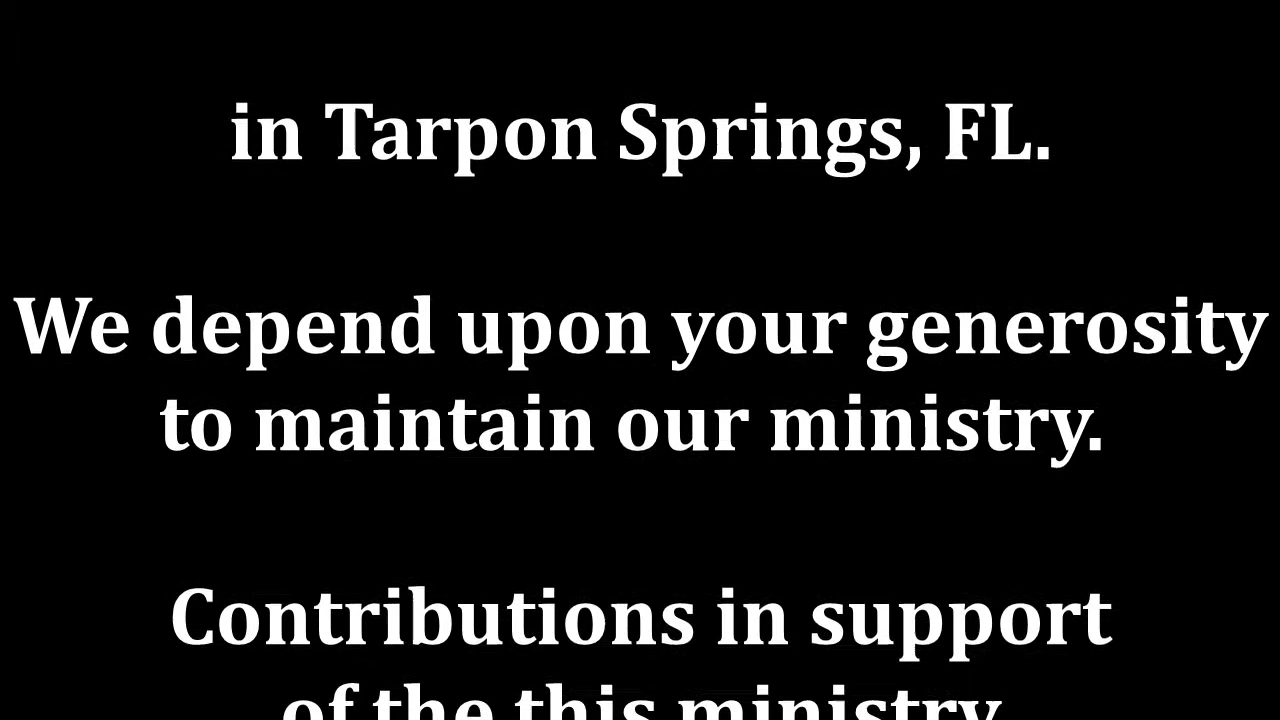 in Tarpon Springs, FL.
We depend upon your generosity
to maintain our ministry.
Contributions in support
of the this ministry